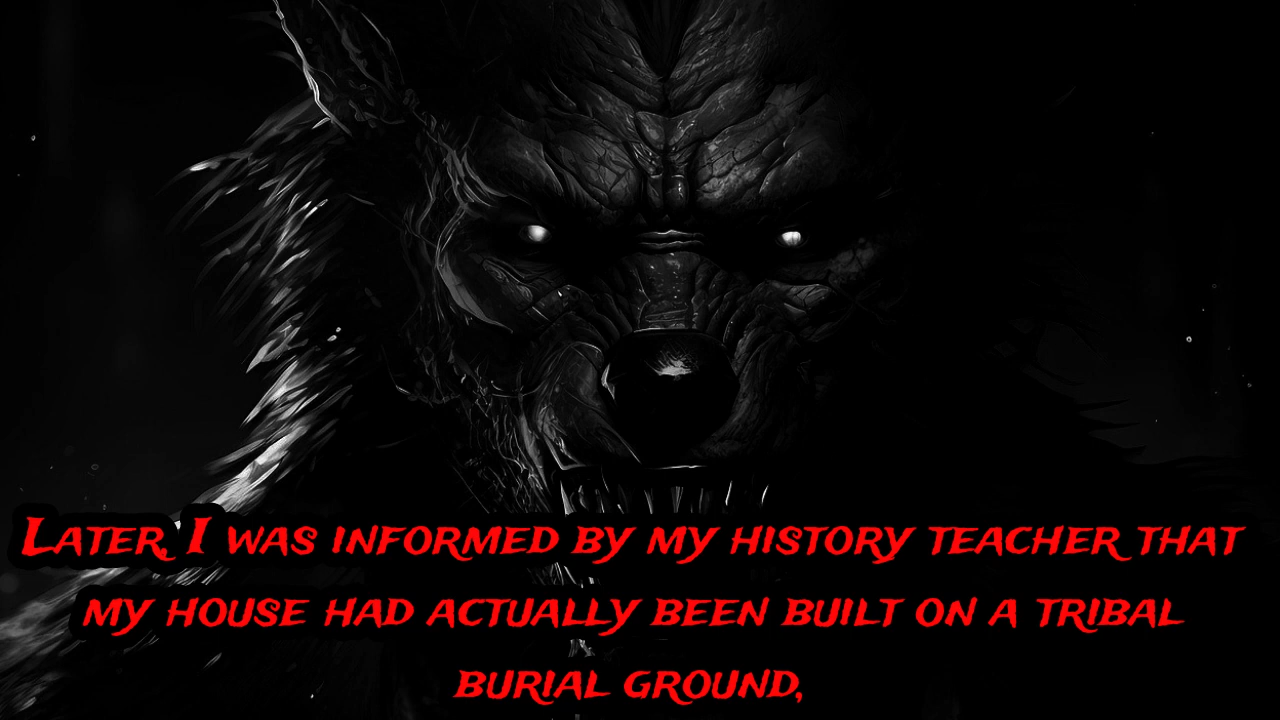 Later, I was informed by my history teacher that
my house had actually been built on a tribal
burial ground,